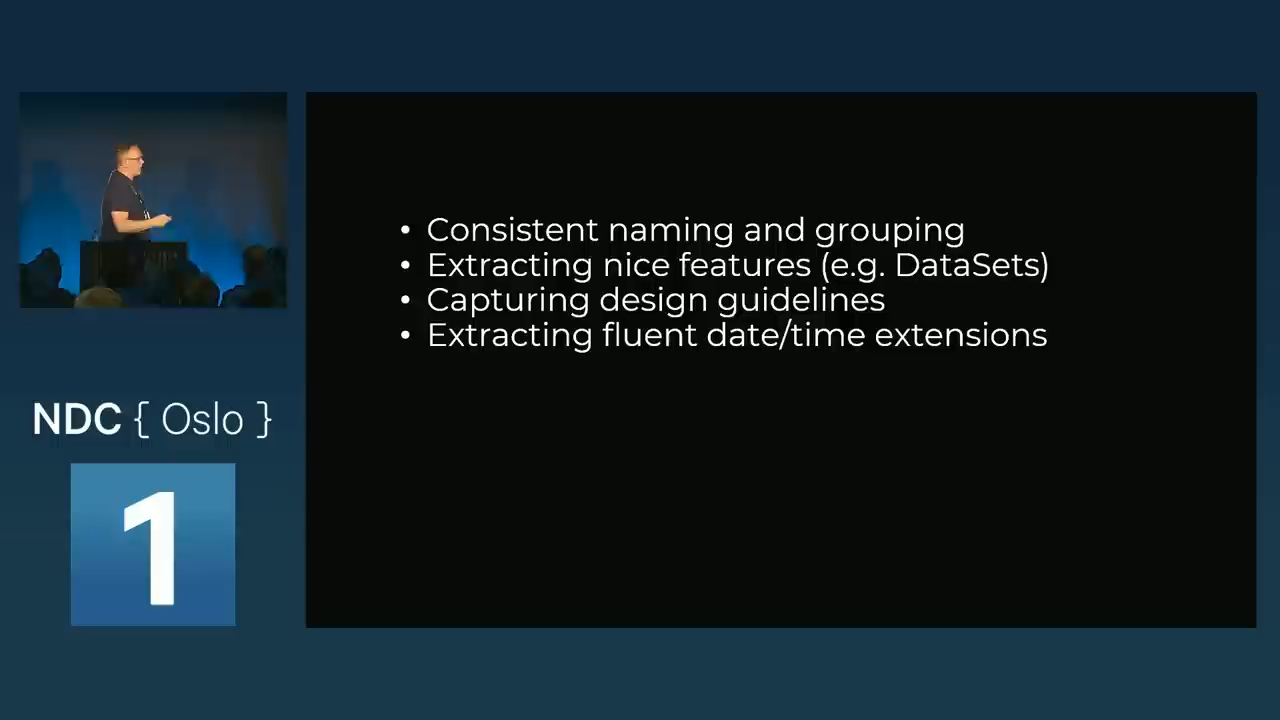 • Consistent naming and grouping
• Extracting nice features (e.g. DataSets)
• Capturing design guidelines
• Extracting fluent date/time extensions
NDC { Oslo }
1